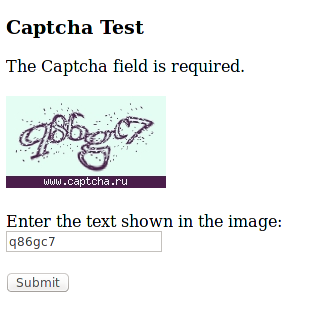 Captcha Test
The Captcha field is required.
q86gc7
www.captcha.ru
Enter the text shown in the image:
q86gc7
Submit